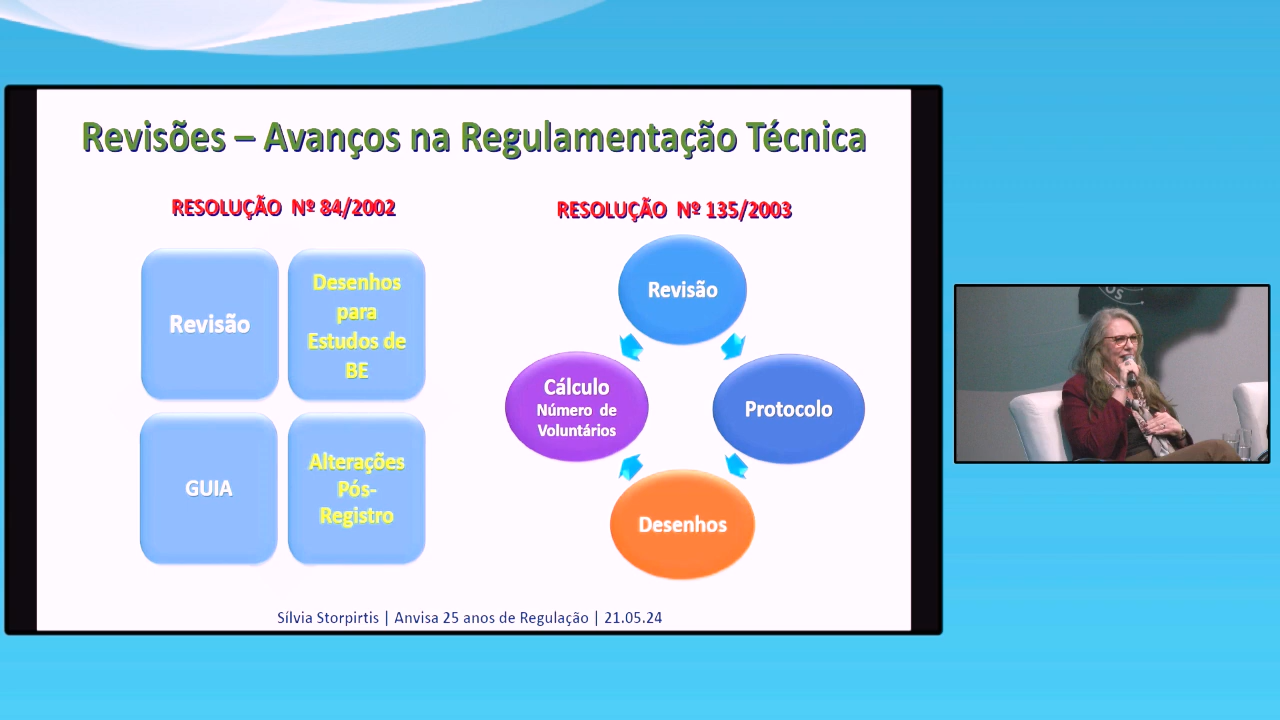 Revisões – Avanços na Regulamentação Técnica
RESOLUÇÃO Nº 84/2002
Revisão
Desenhos
para
Estudos de
BE
GUIA
Alterações
Pós-
Registro
RESOLUÇÃO Nº 135/2003
Revisão
Cálculo
Número de
Voluntários
Protocolo
Desenhos
Sílvia Storpirtis | Anvisa 25 anos de Regulação | 21.05.24